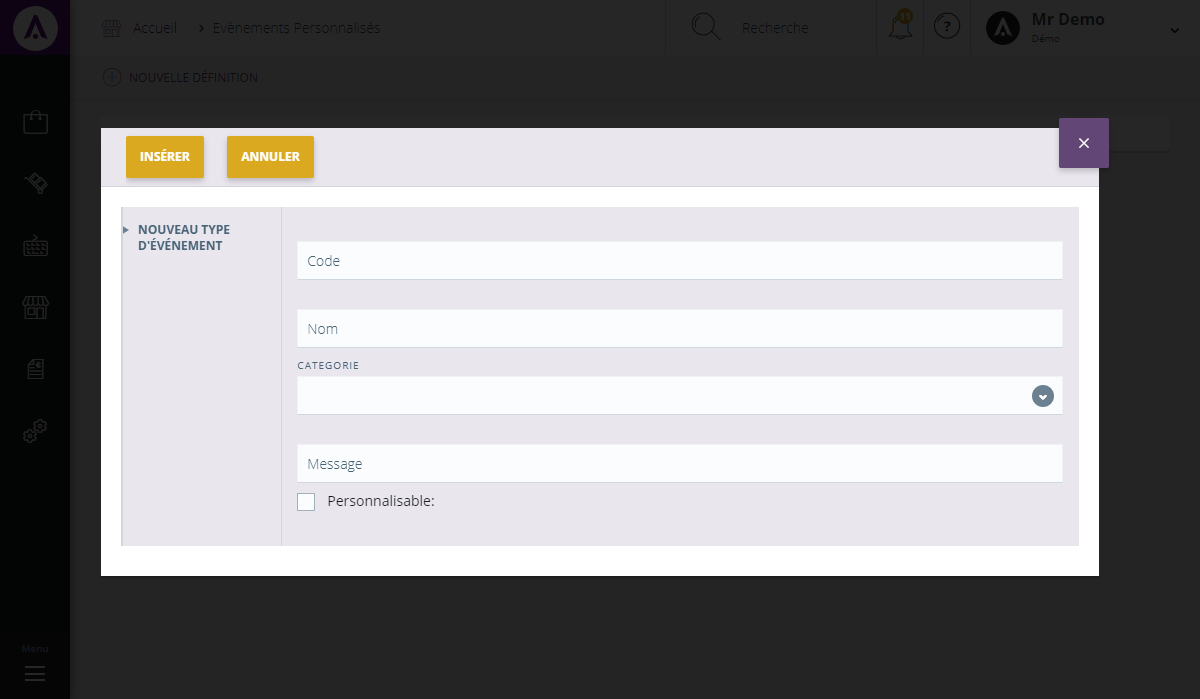 Accueil > Evènements Personnalisés
Recherche
11
?
Mr Demo
Démo
NOUVELLE DÉFINITION
INSÉRER
ANNULER
NOUVEAU TYPE
D'ÉVÉNEMENT
Code
Nom
CATEGORIE
Message
Personnalisable:
Menu